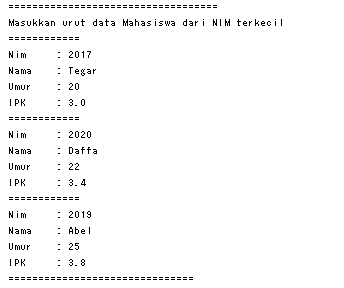 ===================================
Masukkan urut data Mahasiswa dari NIM terkecil
============
Nim : 2017
Nama : Tegar
Umur : 20
IPK : 3.0
============
Nim : 2020
Nama : Daffa
Umur : 22
IPK : 3.4
============
Nim : 2019
Nama : Abel
Umur : 25
IPK : 3.8
===============================